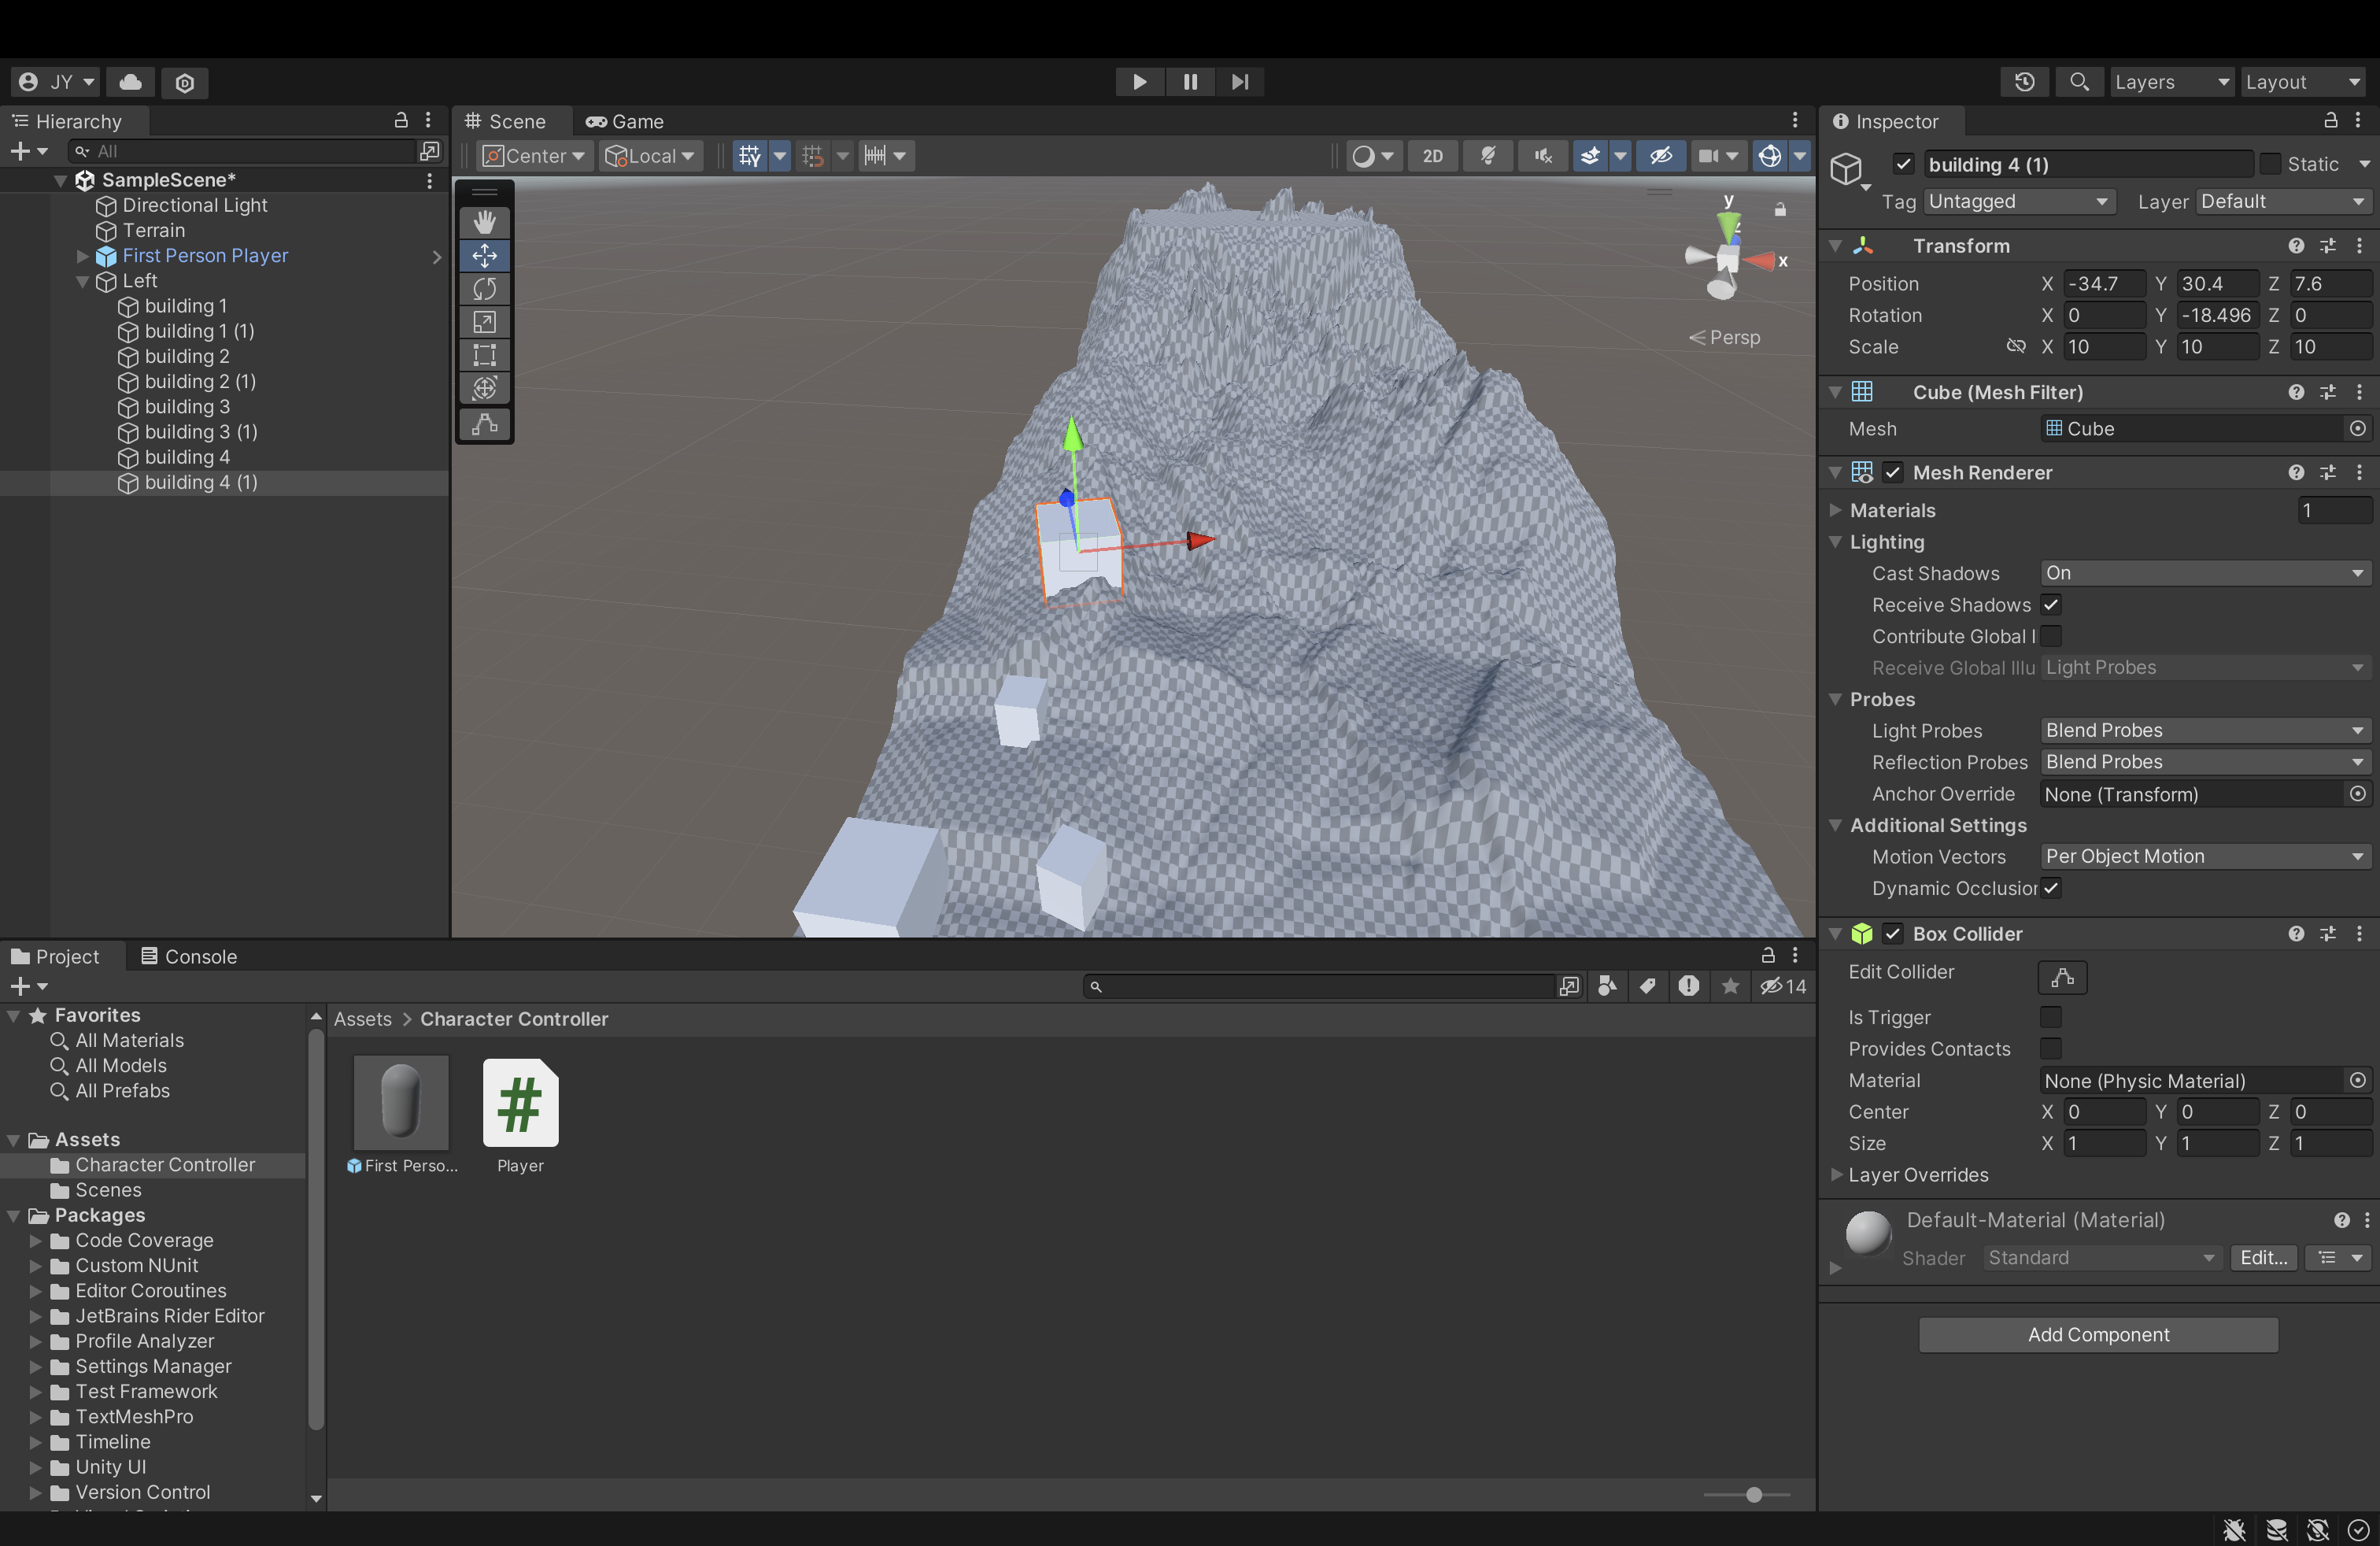 JY
Layers
Layout
Hierarchy
All
SampleScene*
Directional Light
Terrain
First Person Player
Left
building 1
building 1 (1)
building 2
building 2 (1)
building 3
building 3 (1)
building 4
building 4 (1)
Scene
Game
Center
Local
2D
y
z
x
Persp
Inspector
building 4 (1)
Static
Tag Untagged Layer Default
Transform
Position X -34.7 Y 30.4 Z 7.6
Rotation X 0 Y -18.496 Z 0
Scale X 10 Y 10 Z 10
Cube (Mesh Filter)
Mesh Cube
Mesh Renderer
Materials 1
Lighting
Cast Shadows On
Receive Shadows
Contribute Global I
Receive Global Illu Light Probes
Probes
Light Probes Blend Probes
Reflection Probes Blend Probes
Anchor Override None (Transform)
Additional Settings
Motion Vectors Per Object Motion
Dynamic Occlusion
Box Collider
Edit Collider
Is Trigger
Provides Contacts
Material None (Physic Material)
Center X 0 Y 0 Z 0
Size X 1 Y 1 Z 1
Layer Overrides
Default-Material (Material)
Shader Standard Edit...
Add Component
Project
Console
14
Favorites
All Materials
All Models
All Prefabs
Assets
Character Controller
Scenes
Packages
Code Coverage
Custom NUnit
Editor Coroutines
JetBrains Rider Editor
Profile Analyzer
Settings Manager
Test Framework
TextMeshPro
Timeline
Unity UI
Version Control
Assets > Character Controller
First Perso...
#
Player